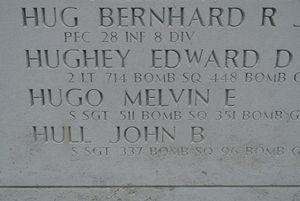 HUG BERNHARD R
PFC 28 INF 8 DIV
HUGHEY EDWARD D
2 LT 714 BOMB SQ 448 BOMB
HUGO MELVIN E
S SGT 511 BOMB SQ 351 BOMB
HULL JOHN B
S SGT 337 BOMB SQ 96 BOMB